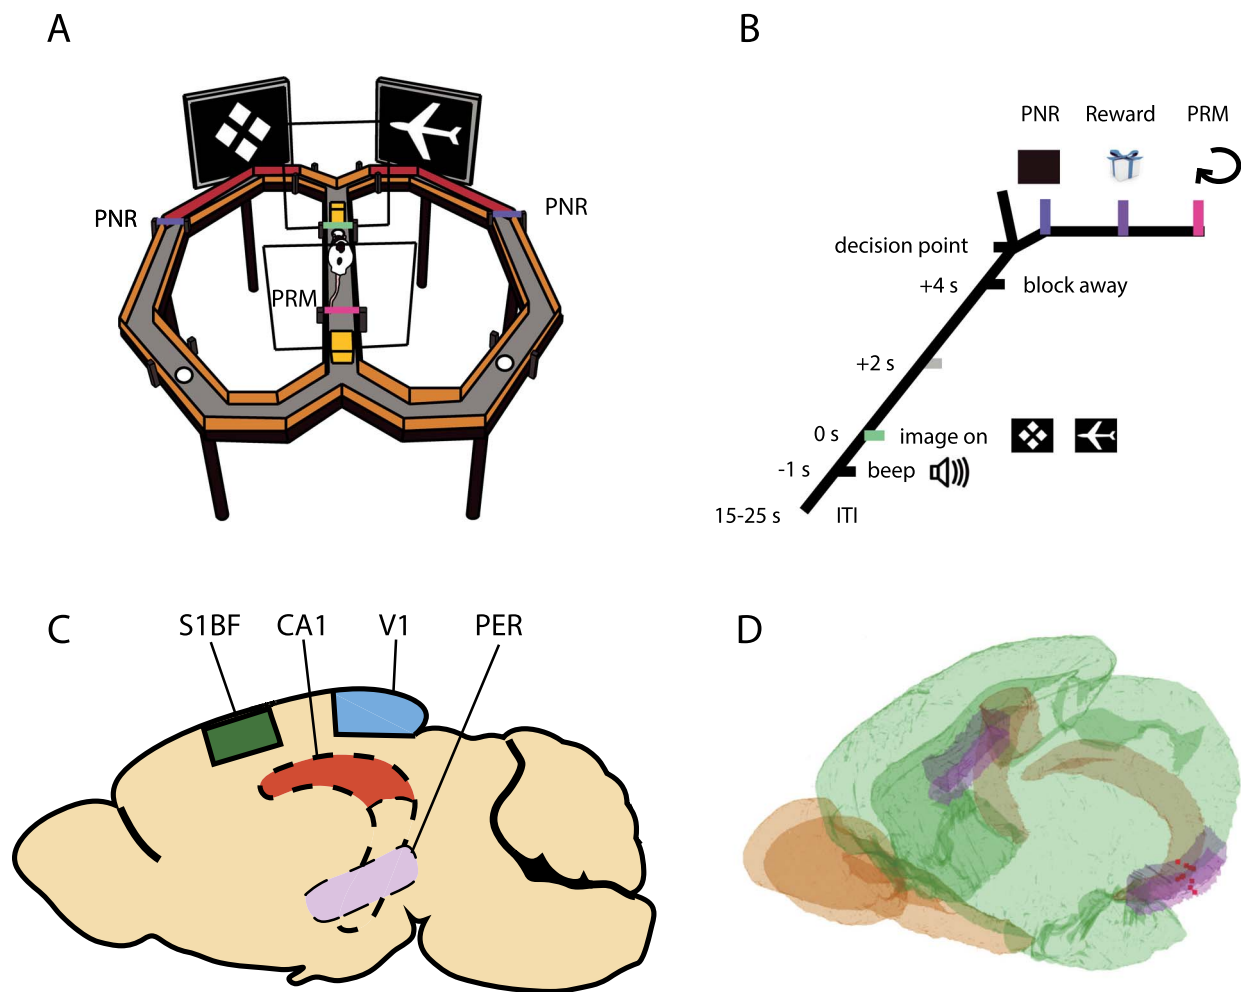 A
PNR
PNR
PRM
B
PNR Reward PRM
decision point
+4 s block away
+2 s
0 s image on
-1 s beep
15-25 s ITI
C
S1BF CA1 V1 PER
D